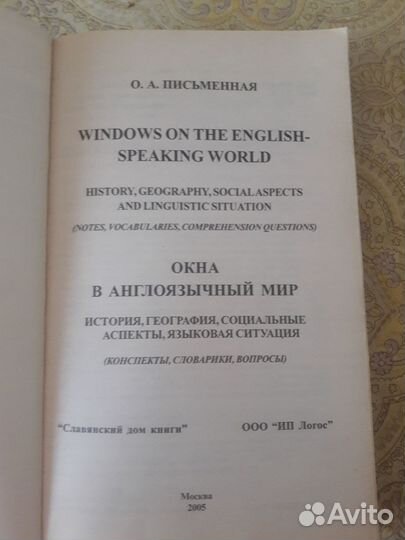 О. А. ПИСЬМЕННАЯ
WINDOWS ON THE ENGLISH-
SPEAKING WORLD
HISTORY, GEOGRAPHY, SOCIAL ASPECTS
AND LINGUISTIC SITUATION
(NOTES, VOCABULARIES, COMPREHENSION QUESTIONS)
ОКНА
В АНГЛОЯЗЫЧНЫЙ МИР
ИСТОРИЯ, ГЕОГРАФИЯ, СОЦИАЛЬНЫЕ
АСПЕКТЫ, ЯЗЫКОВАЯ СИТУАЦИЯ
(КОНСПЕКТЫ, СЛОВАРИКИ, ВОПРОСЫ)
"Славянский дом книги" ООО "ИП Логос"
Москва
2005
Avito